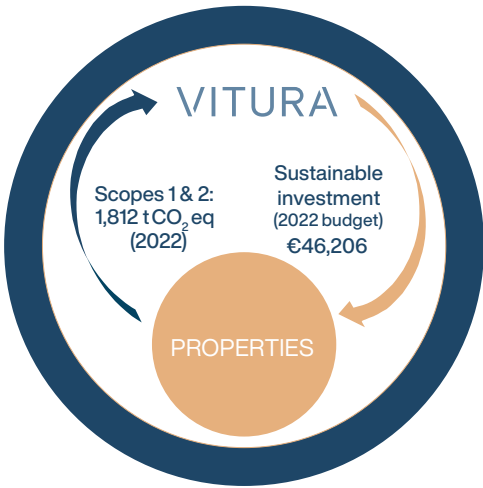 VITURA
Scopes 1 & 2:
1,812 t CO₂ eq
(2022)
Sustainable
investment
(2022 budget)
€46,206
PROPERTIES